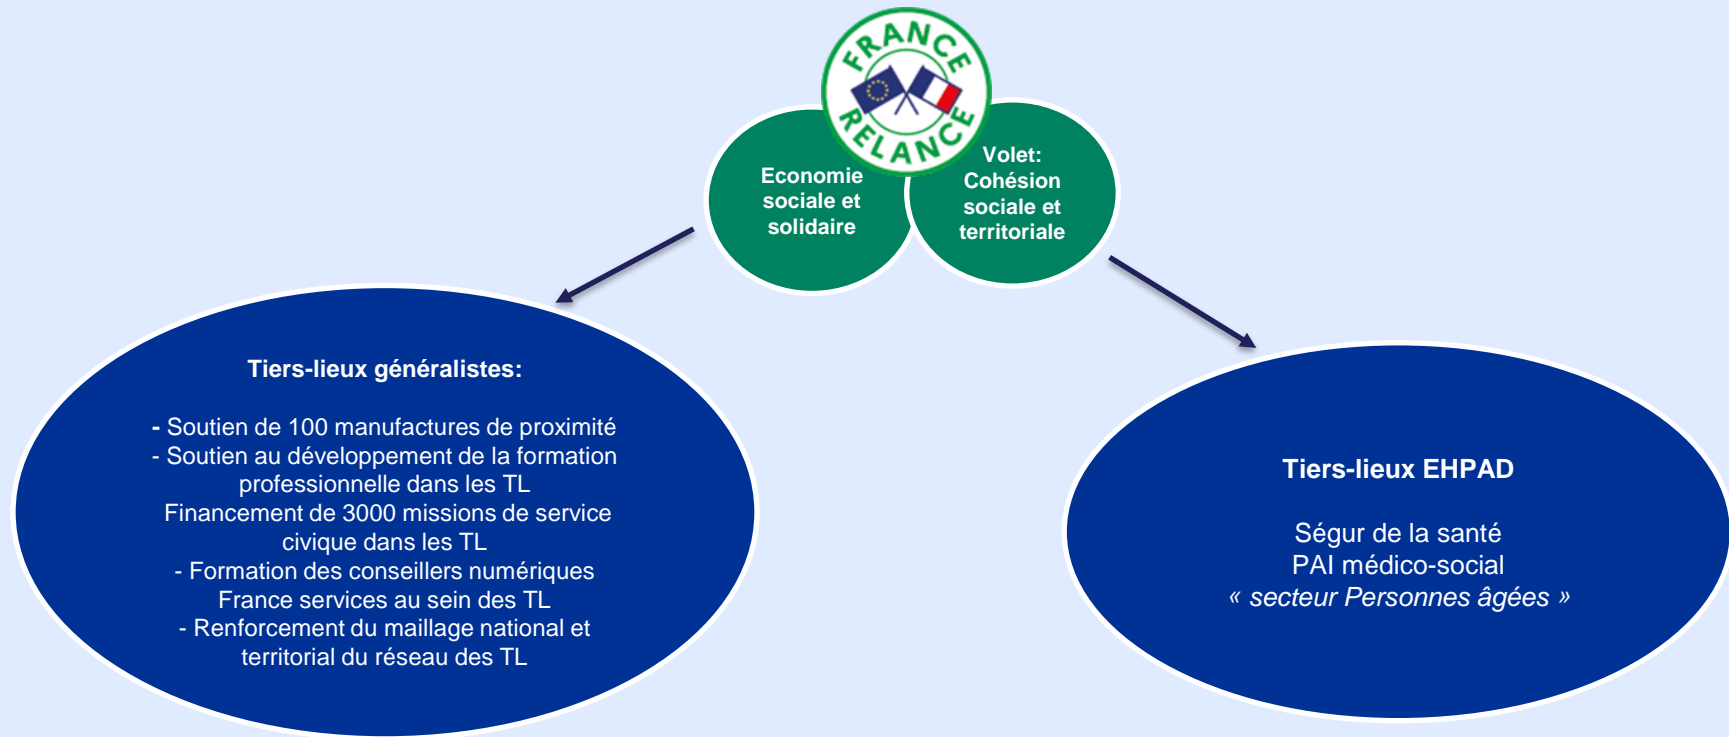 FRANCE
RELANCE
Economie
sociale et
solidaire
Volet:
Cohésion
sociale et
territoriale
Tiers-lieux généralistes:
- Soutien de 100 manufactures de proximité
- Soutien au développement de la formation
professionnelle dans les TL
Financement de 3000 missions de service
civique dans les TL
- Formation des conseillers numériques
France services au sein des TL
- Renforcement du maillage national et
territorial du réseau des TL
Tiers-lieux EHPAD
Ségur de la santé
PAI médico-social
« secteur Personnes âgées »